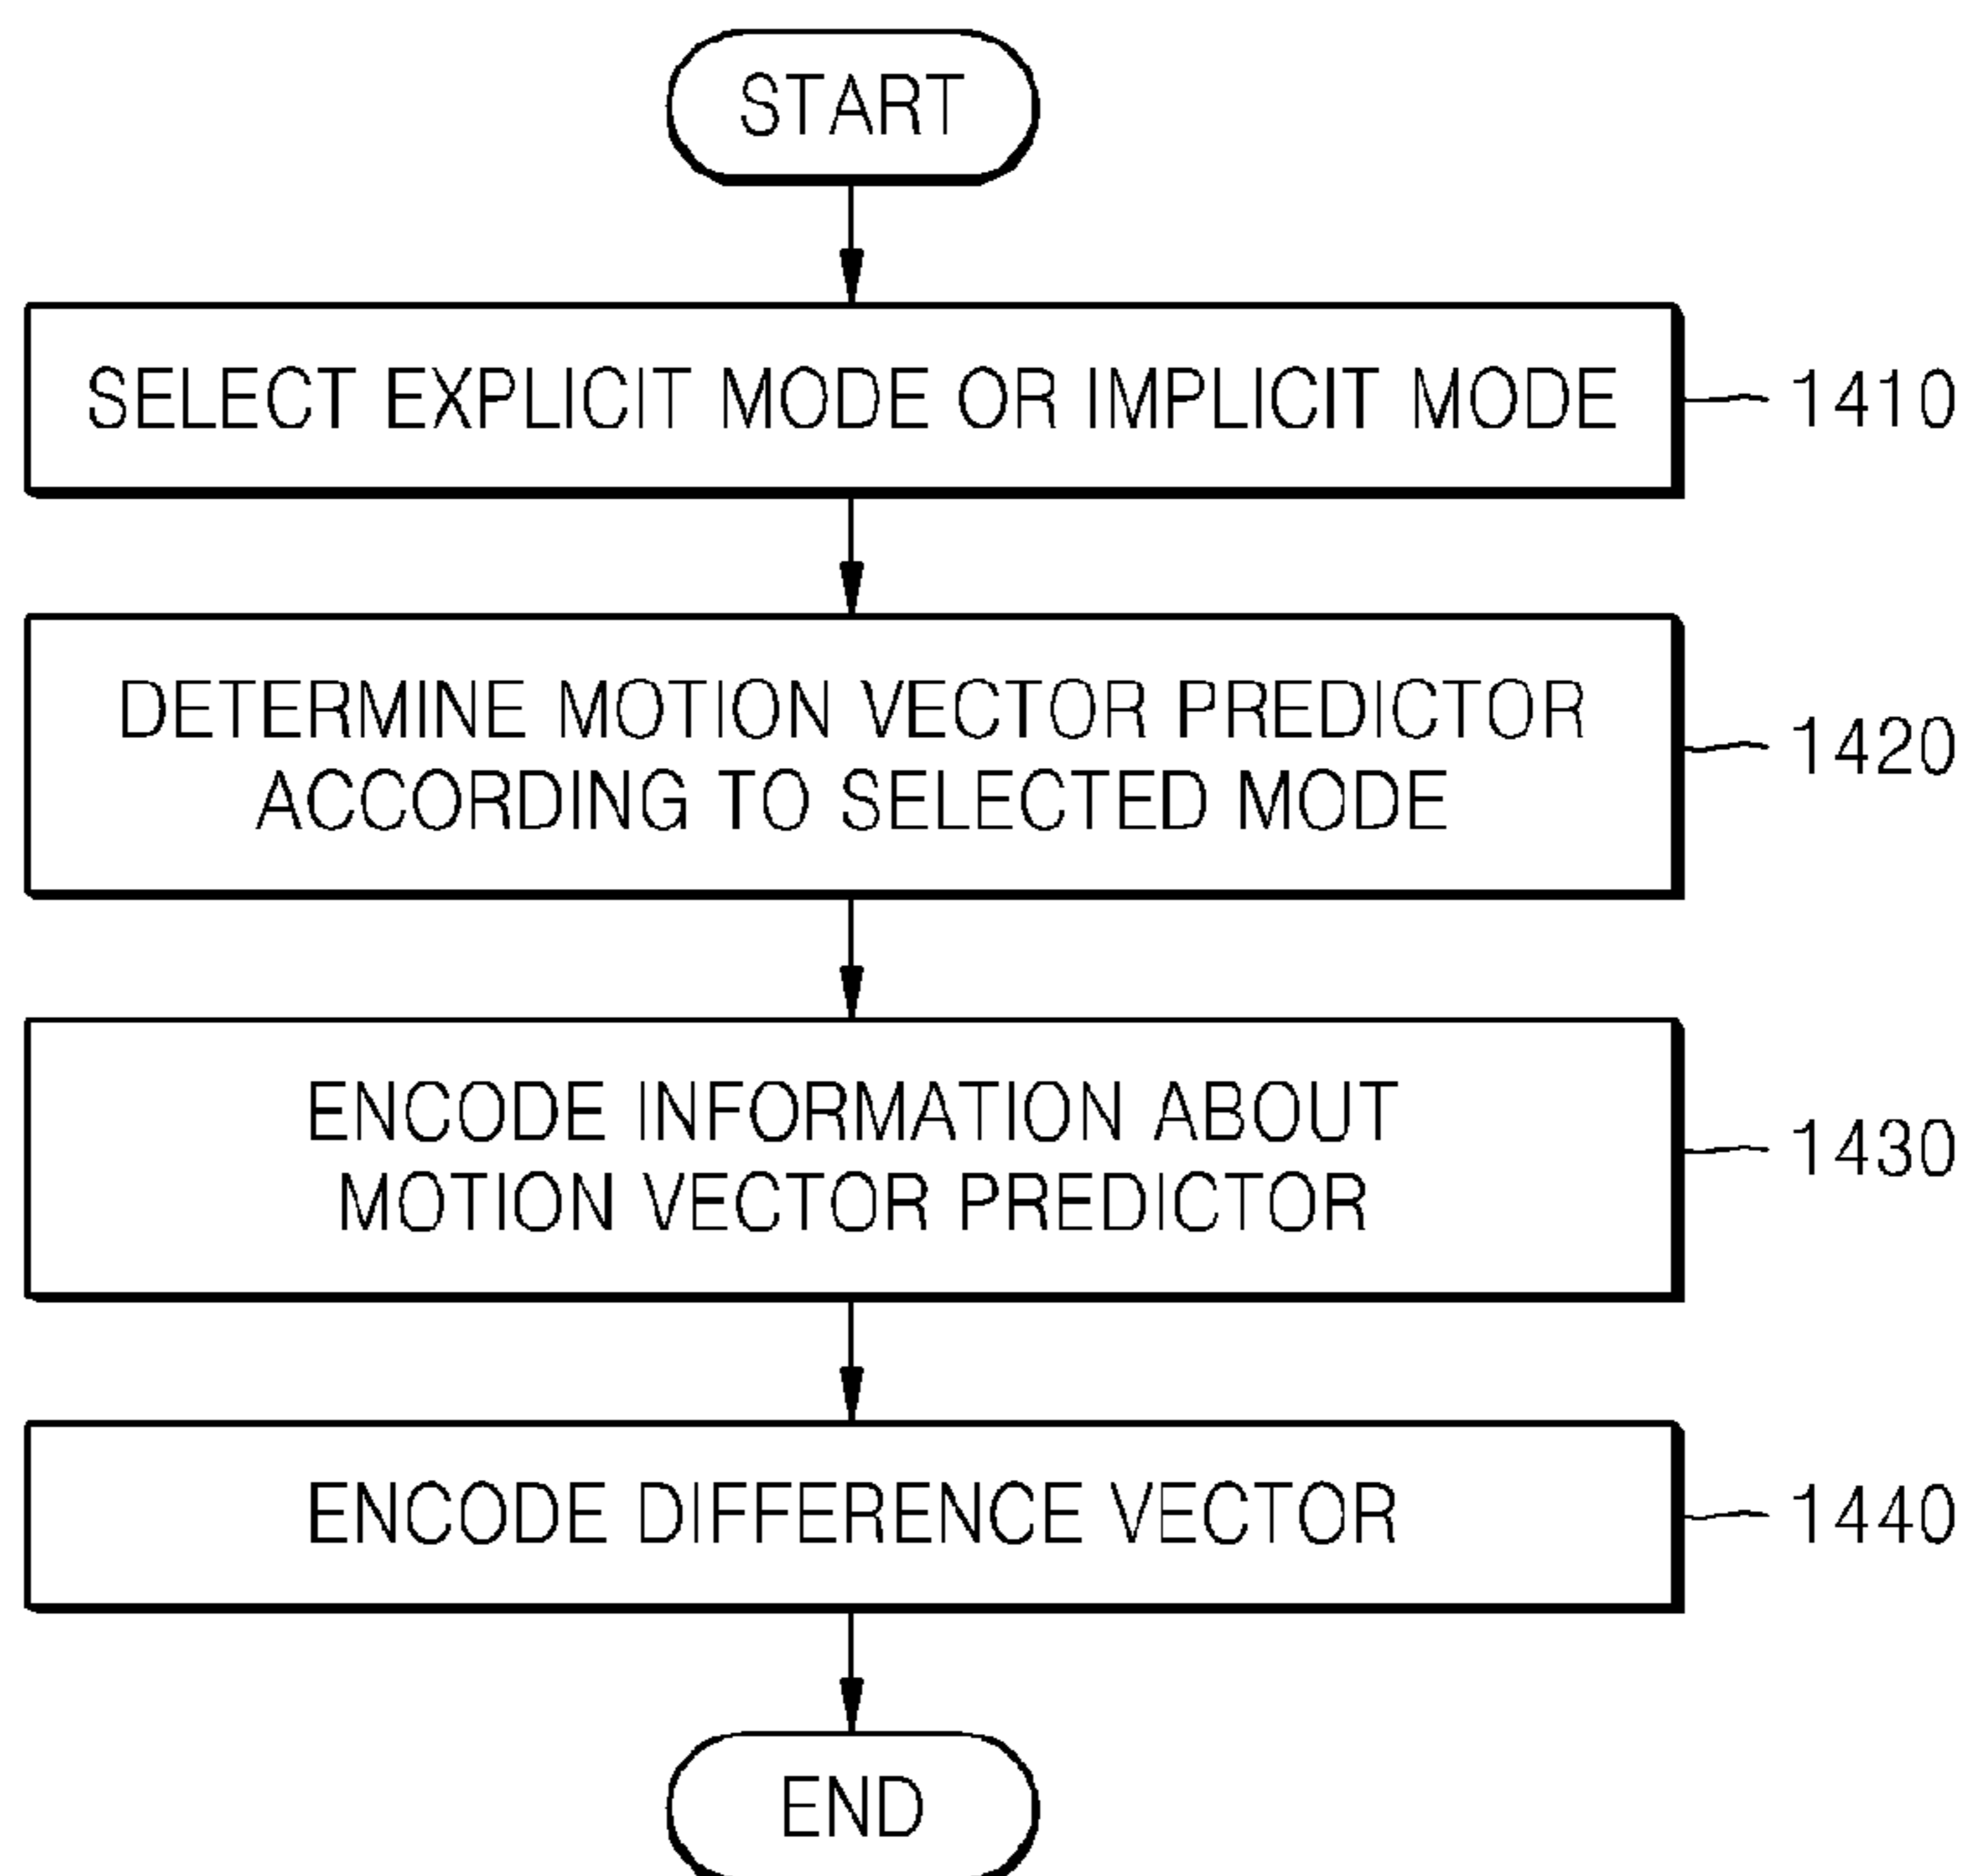 START
SELECT EXPLICIT MODE OR IMPLICIT MODE
1410
DETERMINE MOTION VECTOR PREDICTOR
ACCORDING TO SELECTED MODE
1420
ENCODE INFORMATION ABOUT
MOTION VECTOR PREDICTOR
1430
ENCODE DIFFERENCE VECTOR
1440
END